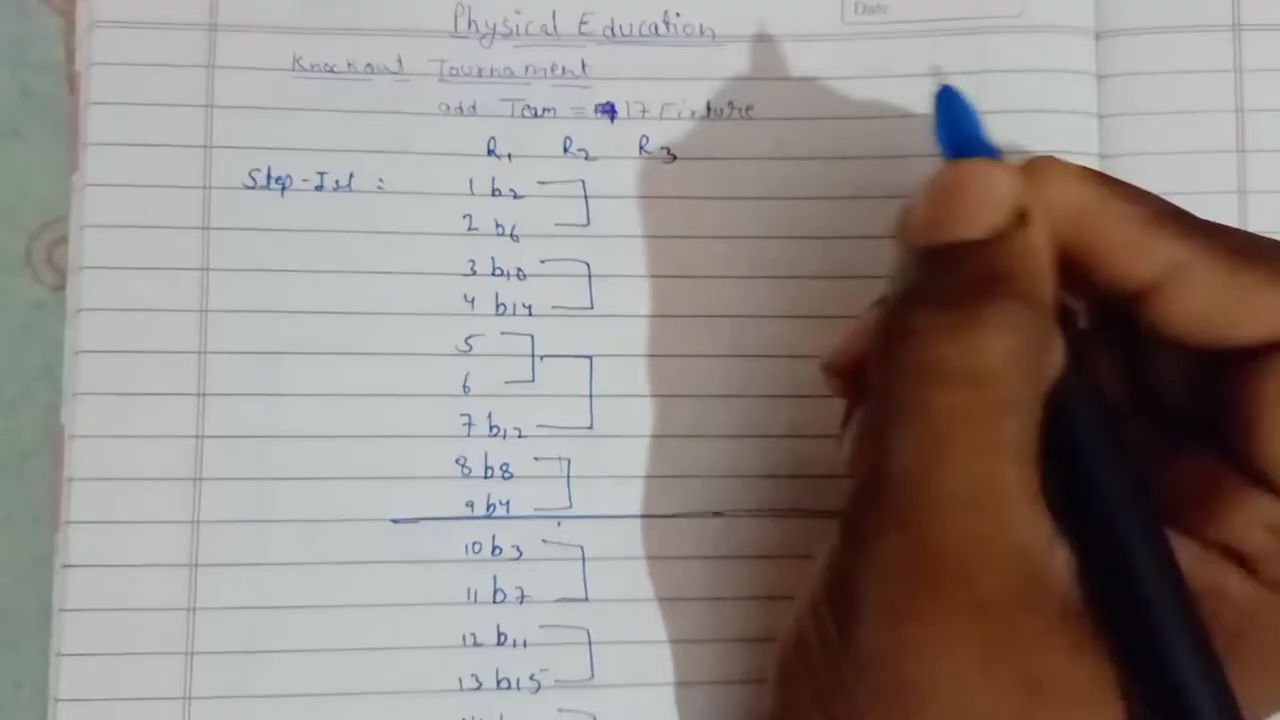 Date
Physical Education
Knockout Tournament
odd Team = 17 Fixture
R1 R2 R3
Step-Ist :
1 b2
2 b6
3 b10
4 b14
5
6
7 b12
8 b8
9 b4
10 b3
11 b7
12 b11
13 b15